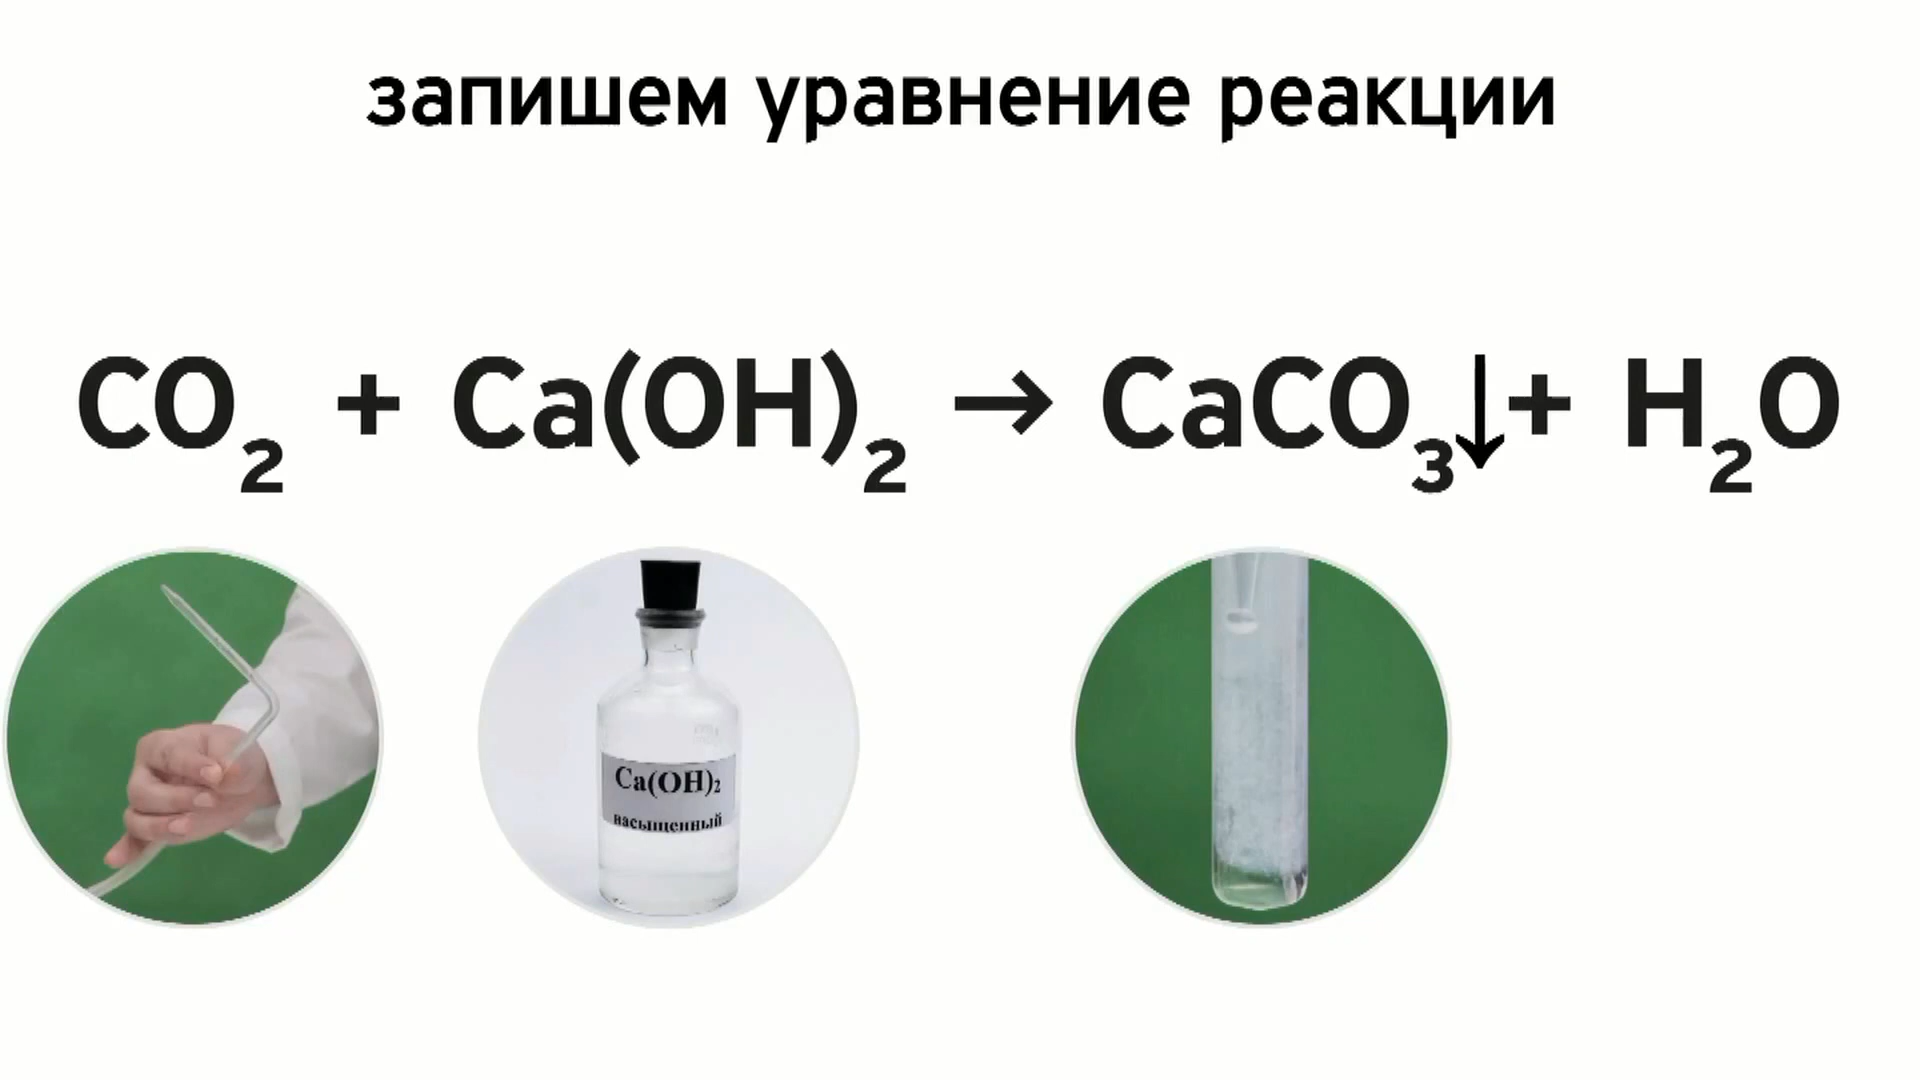 запишем уравнение реакции
CO₂ + Ca(OH)₂ → CaCO₃↓+ H₂O
Ca(OH)₂
насыщенный